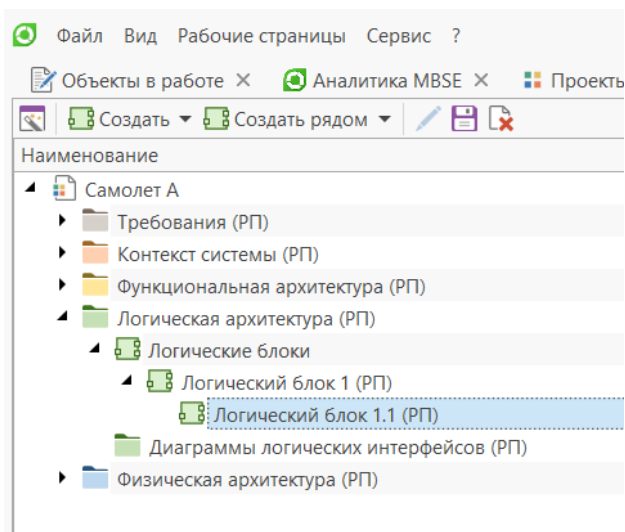 Файл Вид Рабочие страницы Сервис ?
Объекты в работе Аналитика MBSE Проекты
Создать Создать рядом
Наименование
Самолет А
Требования (РП)
Контекст системы (РП)
Функциональная архитектура (РП)
Логическая архитектура (РП)
Логические блоки
Логический блок 1 (РП)
Логический блок 1.1 (РП)
Диаграммы логических интерфейсов (РП)
Физическая архитектура (РП)